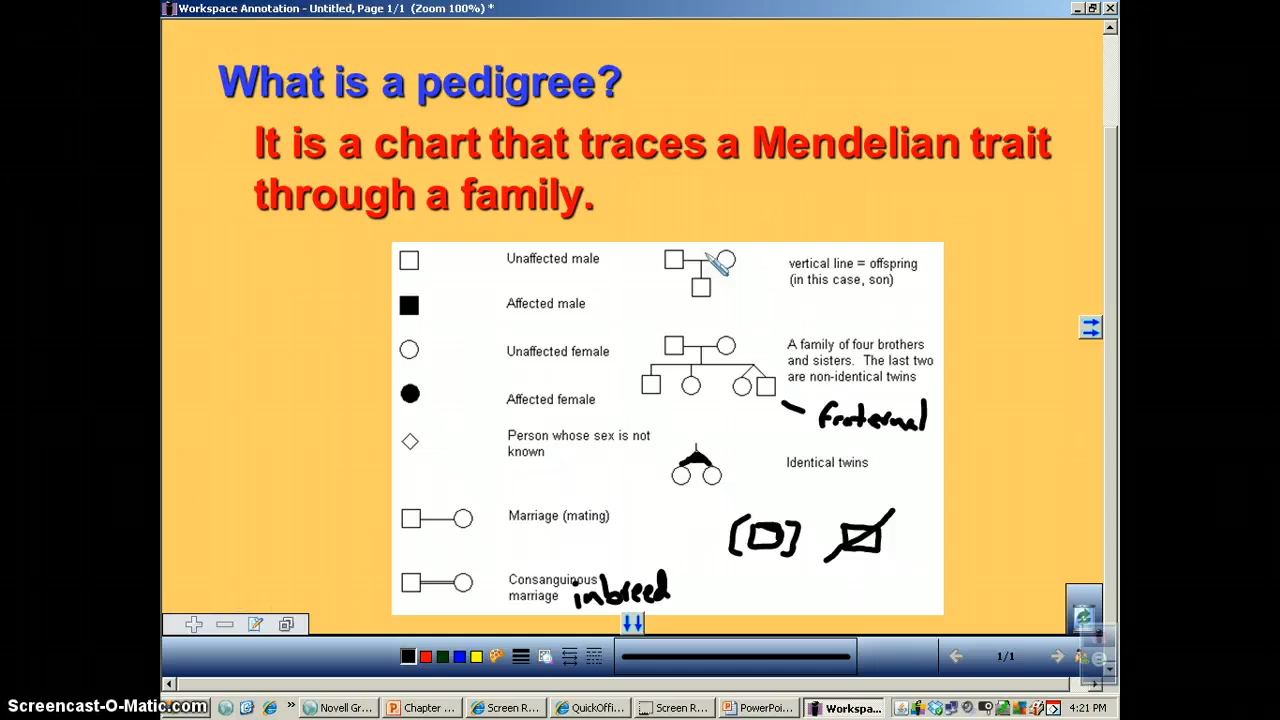 Workspace Annotation - Untitled, Page 1/1 (Zoom 100%) *
What is a pedigree?
It is a chart that traces a Mendelian trait
through a family.
Unaffected male
Affected male
Unaffected female
Affected female
Person whose sex is not
known
Marriage (mating)
Consanguinous
marriage
inbreed
vertical line = offspring
(in this case, son)
A family of four brothers
and sisters. The last two
are non-identical twins
fraternal
Identical twins
1/1
Screencast-O-Matic.com
Novell Gr...
Chapter ...
Screen R...
QuickOffi...
Screen R...
PowerPoi...
Workspa...
4:21 PM